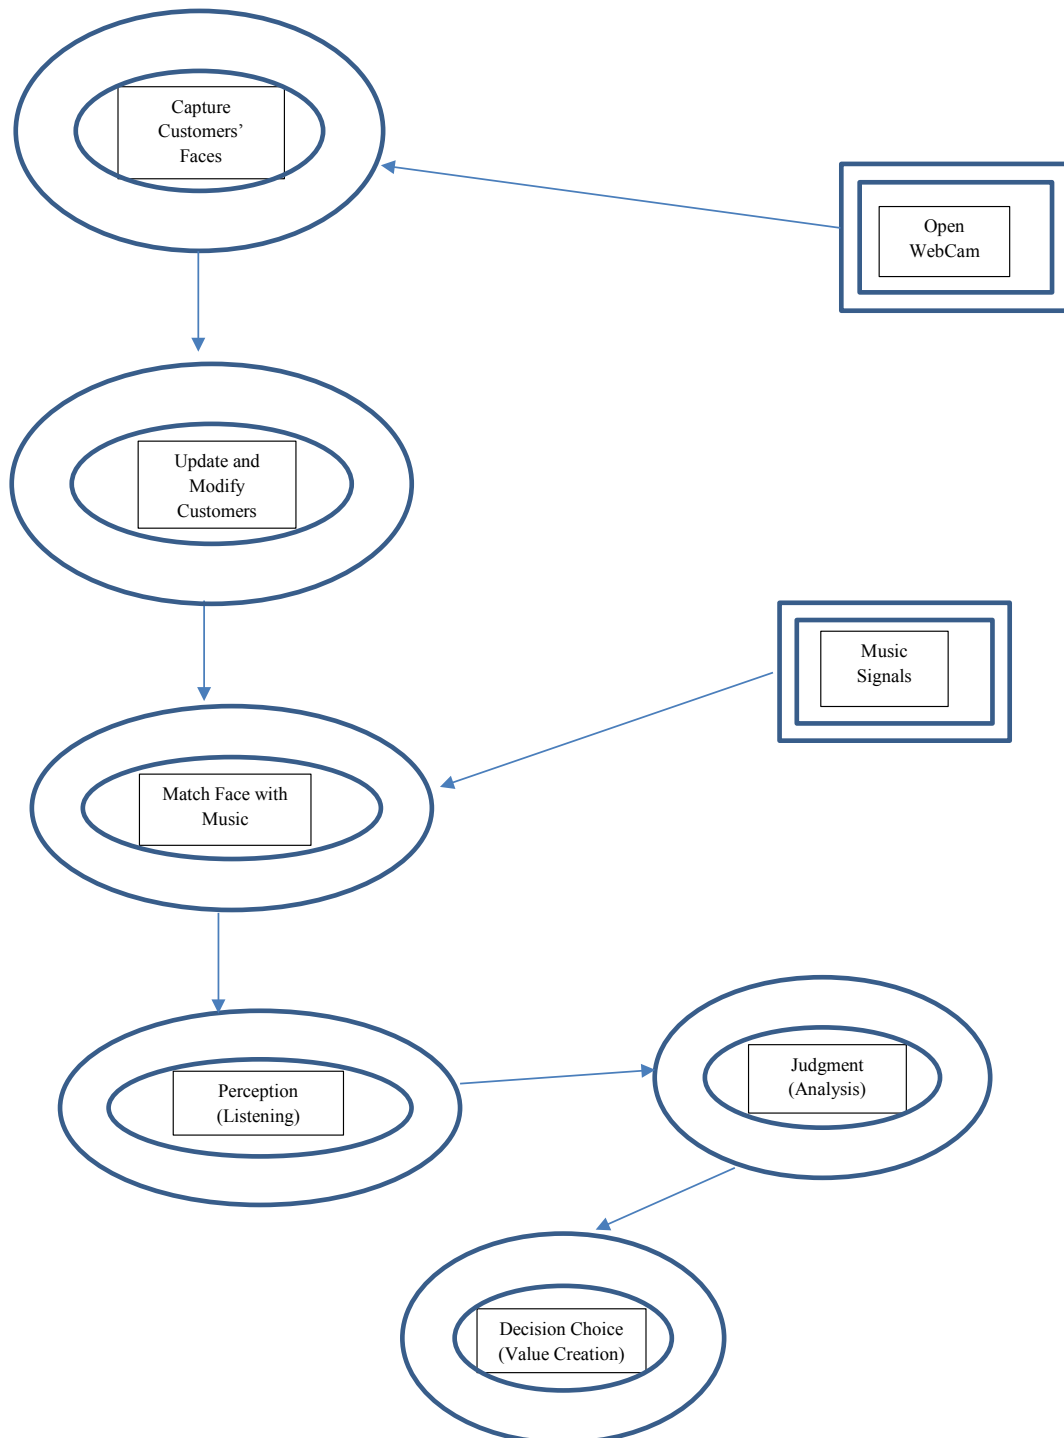 Capture
Customers’
Faces
Open
WebCam
Update and
Modify
Customers
Music
Signals
Match Face with
Music
Perception
(Listening)
Judgment
(Analysis)
Decision Choice
(Value Creation)